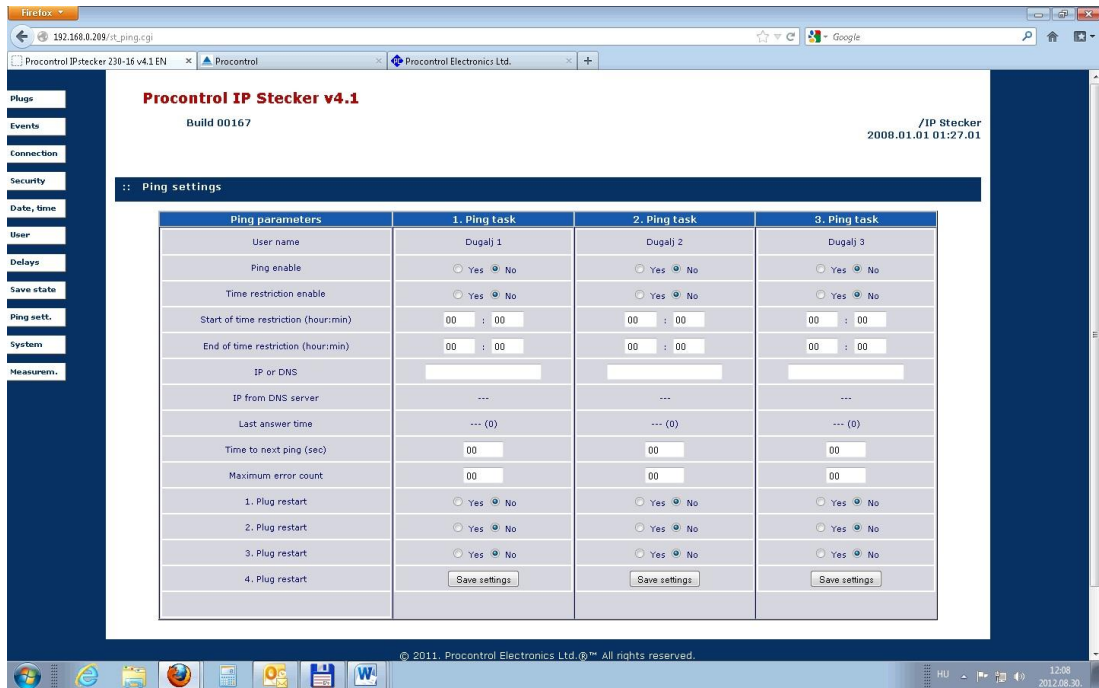 Firefox
192.168.0.209/st_ping.cgi
Google
Procontrol IPstecker 230-16 v4.1 EN
Procontrol
Procontrol Electronics Ltd.
Plugs
Events
Connection
Security
Date, time
User
Delays
Save state
Ping sett.
System
Measurem.
Procontrol IP Stecker v4.1
Build 00167
/IP Stecker
2008.01.01 01:27.01
:: Ping settings
Ping parameters 1. Ping task 2. Ping task 3. Ping task
User name Dugalj 1 Dugalj 2 Dugalj 3
Ping enable Yes No Yes No Yes No
Time restriction enable Yes No Yes No Yes No
Start of time restriction (hour:min) 00 : 00 00 : 00 00 : 00
End of time restriction (hour:min) 00 : 00 00 : 00 00 : 00
IP or DNS
IP from DNS server --- --- ---
Last answer time --- (0) --- (0) --- (0)
Time to next ping (sec) 00 00 00
Maximum error count 00 00 00
1. Plug restart Yes No Yes No Yes No
2. Plug restart Yes No Yes No Yes No
3. Plug restart Yes No Yes No Yes No
4. Plug restart Save settings Save settings Save settings
© 2011. Procontrol Electronics Ltd.®™ All rights reserved.
HU
12:08
2012.08.30.